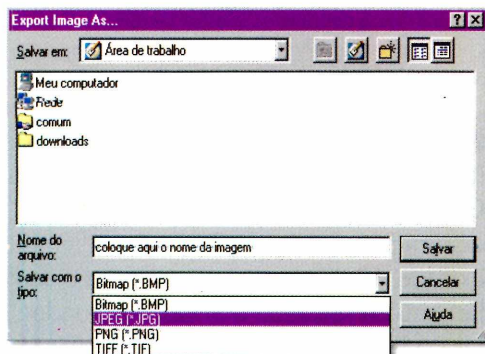 Export Image As...
Salvar em:
Área de trabalho
Meu computador
Rede
comum
downloads
Nome do arquivo:
coloque aqui o nome da imagem
Salvar
Salvar com o tipo:
Bitmap (*.BMP)
Cancelar
Bitmap (*.BMP)
JPEG (*.JPG)
Ajuda
PNG (*.PNG)
TIFF (*.TIF)